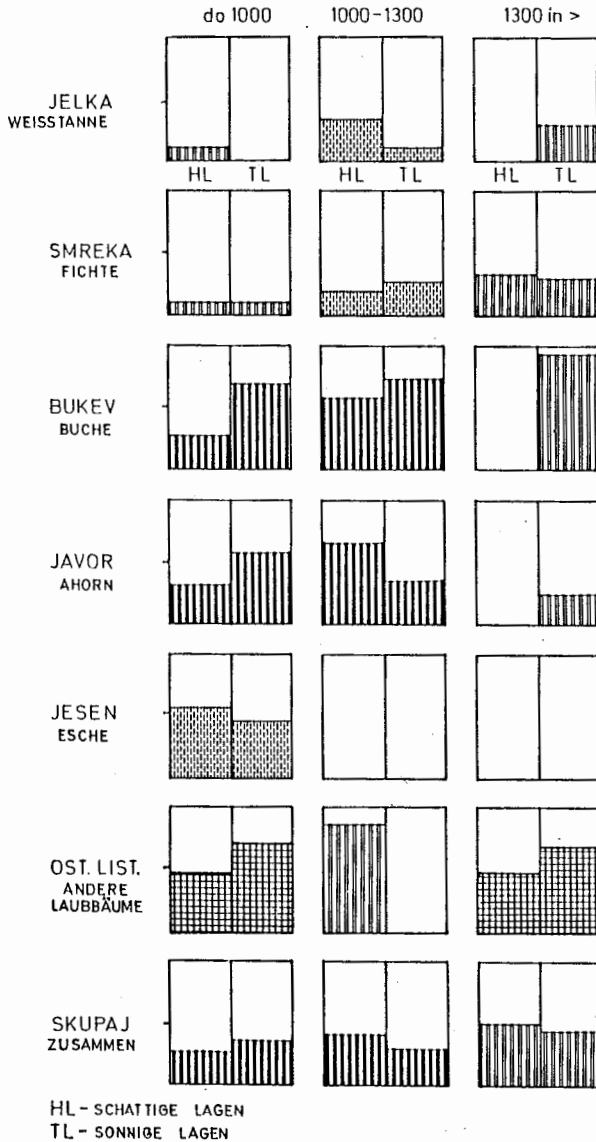 do 1000 1000-1300 1300 in >
JELKA
WEISSTANNE
HL TL HL TL HL TL
SMREKA
FICHTE
BUKEV
BUCHE
JAVOR
AHORN
JESEN
ESCHE
OST. LIST.
ANDERE
LAUBBÄUME
SKUPAJ
ZUSAMMEN
HL - SCHATTIGE LAGEN
TL - SONNIGE LAGEN